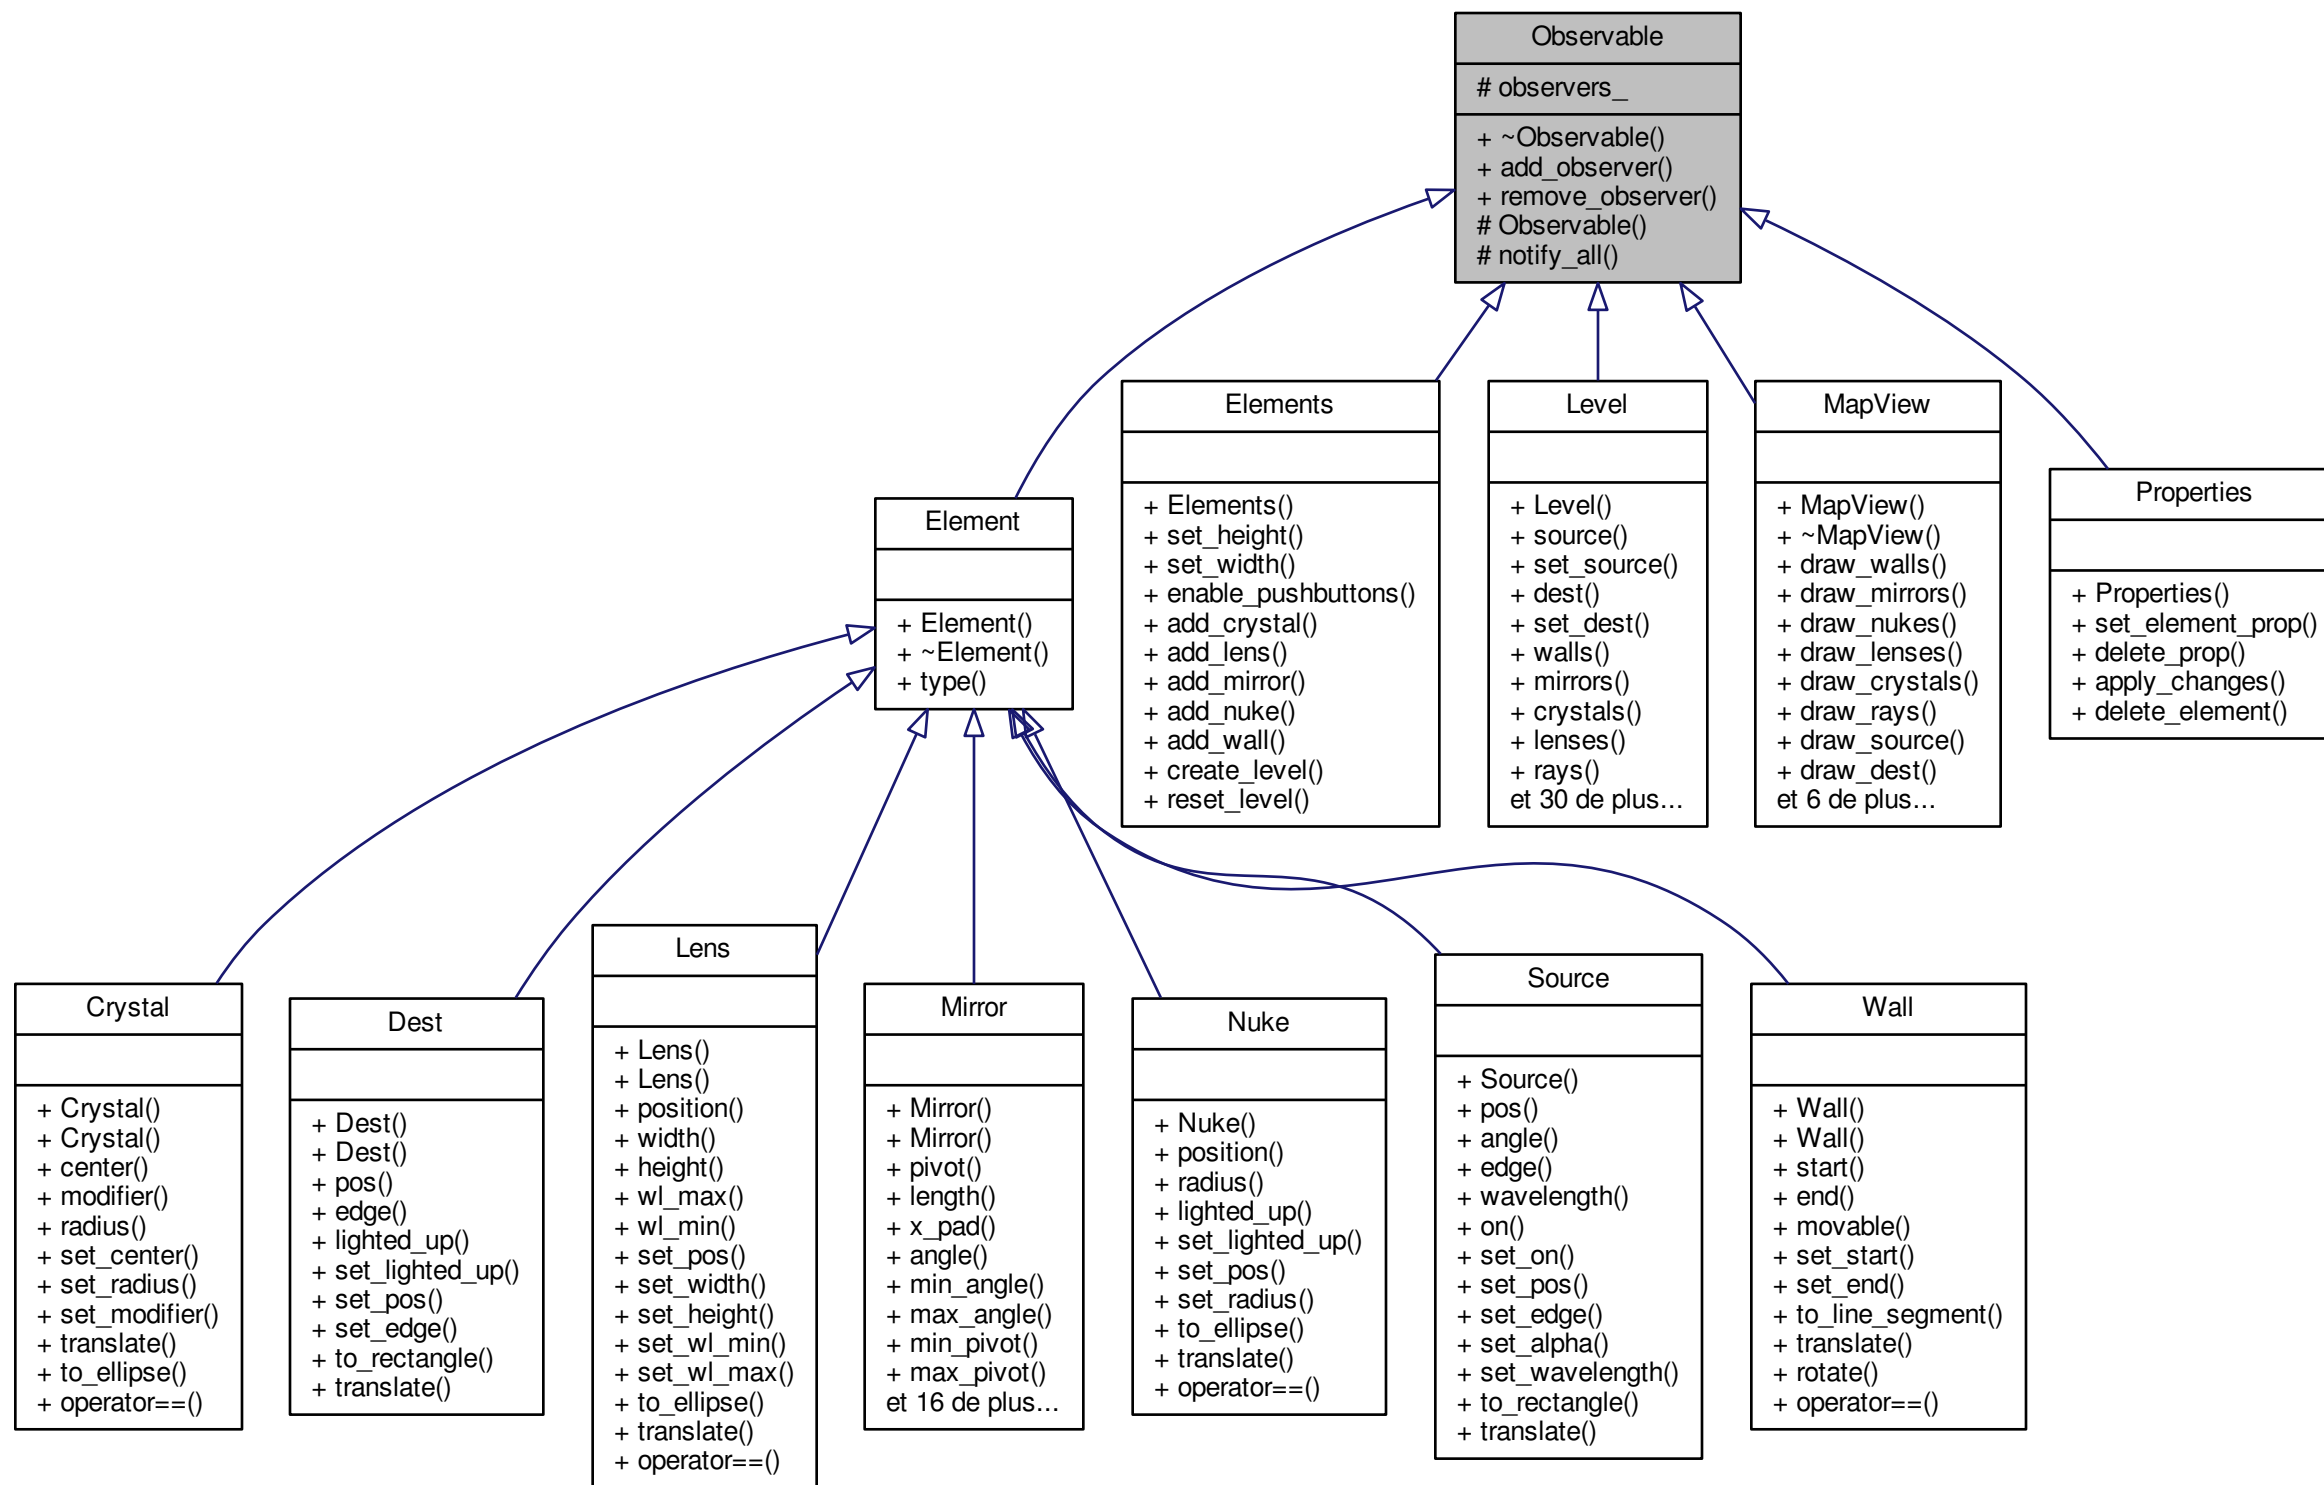 Observable
# observers_
+ ~Observable()
+ add_observer()
+ remove_observer()
# Observable()
# notify_all()
Elements
+ Elements()
+ set_height()
+ set_width()
+ enable_pushbuttons()
+ add_crystal()
+ add_lens()
+ add_mirror()
+ add_nuke()
+ add_wall()
+ create_level()
+ reset_level()
Level
+ Level()
+ source()
+ set_source()
+ dest()
+ set_dest()
+ walls()
+ mirrors()
+ crystals()
+ lenses()
+ rays()
et 30 de plus...
MapView
+ MapView()
+ ~MapView()
+ draw_walls()
+ draw_mirrors()
+ draw_nukes()
+ draw_lenses()
+ draw_crystals()
+ draw_rays()
+ draw_source()
+ draw_dest()
et 6 de plus...
Properties
+ Properties()
+ set_element_prop()
+ delete_prop()
+ apply_changes()
+ delete_element()
Element
+ Element()
+ ~Element()
+ type()
Crystal
+ Crystal()
+ Crystal()
+ center()
+ modifier()
+ radius()
+ set_center()
+ set_radius()
+ set_modifier()
+ translate()
+ to_ellipse()
+ operator==()
Dest
+ Dest()
+ Dest()
+ pos()
+ edge()
+ lighted_up()
+ set_lighted_up()
+ set_pos()
+ set_edge()
+ to_rectangle()
+ translate()
Lens
+ Lens()
+ Lens()
+ position()
+ width()
+ height()
+ wl_max()
+ wl_min()
+ set_pos()
+ set_width()
+ set_height()
+ set_wl_min()
+ set_wl_max()
+ to_ellipse()
+ translate()
+ operator==()
Mirror
+ Mirror()
+ Mirror()
+ pivot()
+ length()
+ x_pad()
+ angle()
+ min_angle()
+ max_angle()
+ min_pivot()
+ max_pivot()
et 16 de plus...
Nuke
+ Nuke()
+ position()
+ radius()
+ lighted_up()
+ set_lighted_up()
+ set_pos()
+ set_radius()
+ to_ellipse()
+ translate()
+ operator==()
Source
+ Source()
+ pos()
+ angle()
+ edge()
+ wavelength()
+ on()
+ set_on()
+ set_pos()
+ set_edge()
+ set_alpha()
+ set_wavelength()
+ to_rectangle()
+ translate()
Wall
+ Wall()
+ Wall()
+ start()
+ end()
+ movable()
+ set_start()
+ set_end()
+ to_line_segment()
+ translate()
+ rotate()
+ operator==()